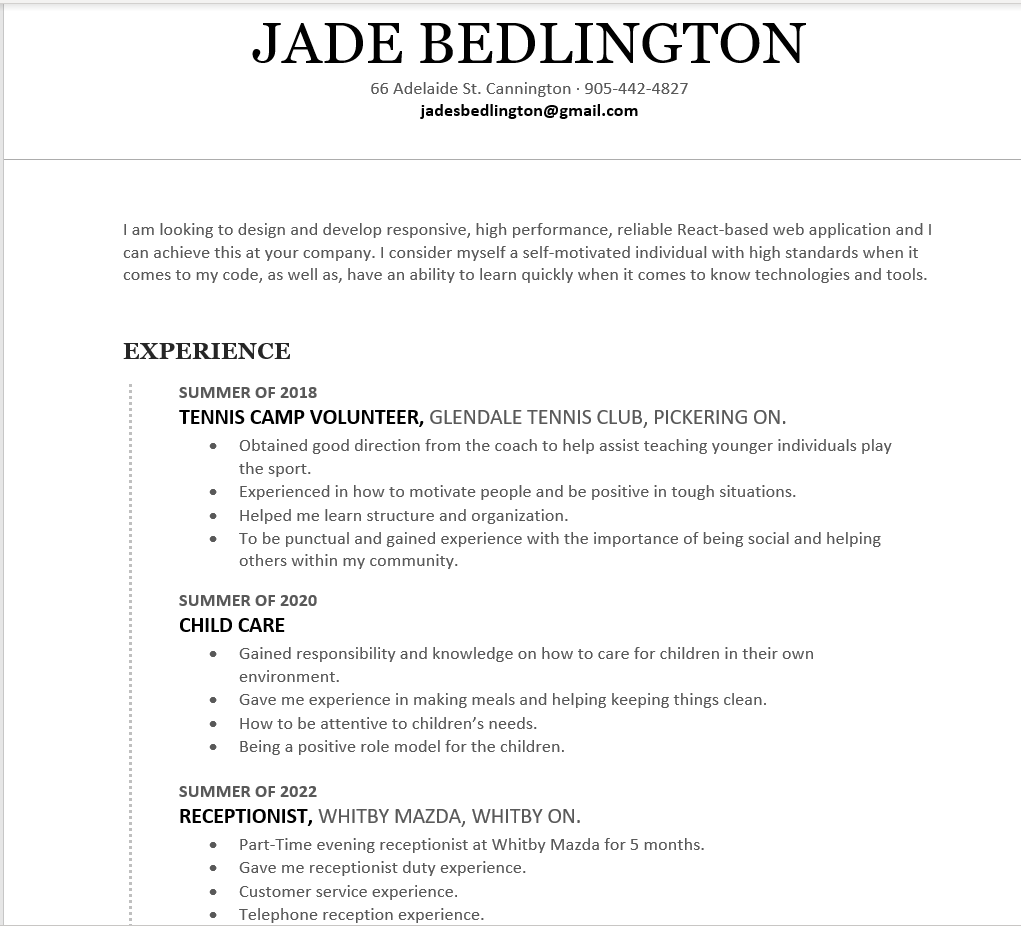 JADE BEDLINGTON
66 Adelaide St. Cannington · 905-442-4827
jadesbedlington@gmail.com
I am looking to design and develop responsive, high performance, reliable React-based web application and I
can achieve this at your company. I consider myself a self-motivated individual with high standards when it
comes to my code, as well as, have an ability to learn quickly when it comes to know technologies and tools.
EXPERIENCE
SUMMER OF 2018
TENNIS CAMP VOLUNTEER, GLENDALE TENNIS CLUB, PICKERING ON.
• Obtained good direction from the coach to help assist teaching younger individuals play
the sport.
• Experienced in how to motivate people and be positive in tough situations.
• Helped me learn structure and organization.
• To be punctual and gained experience with the importance of being social and helping
others within my community.
SUMMER OF 2020
CHILD CARE
• Gained responsibility and knowledge on how to care for children in their own
environment.
• Gave me experience in making meals and helping keeping things clean.
• How to be attentive to children’s needs.
• Being a positive role model for the children.
SUMMER OF 2022
RECEPTIONIST, WHITBY MAZDA, WHITBY ON.
• Part-Time evening receptionist at Whitby Mazda for 5 months.
• Gave me receptionist duty experience.
• Customer service experience.
• Telephone reception experience.